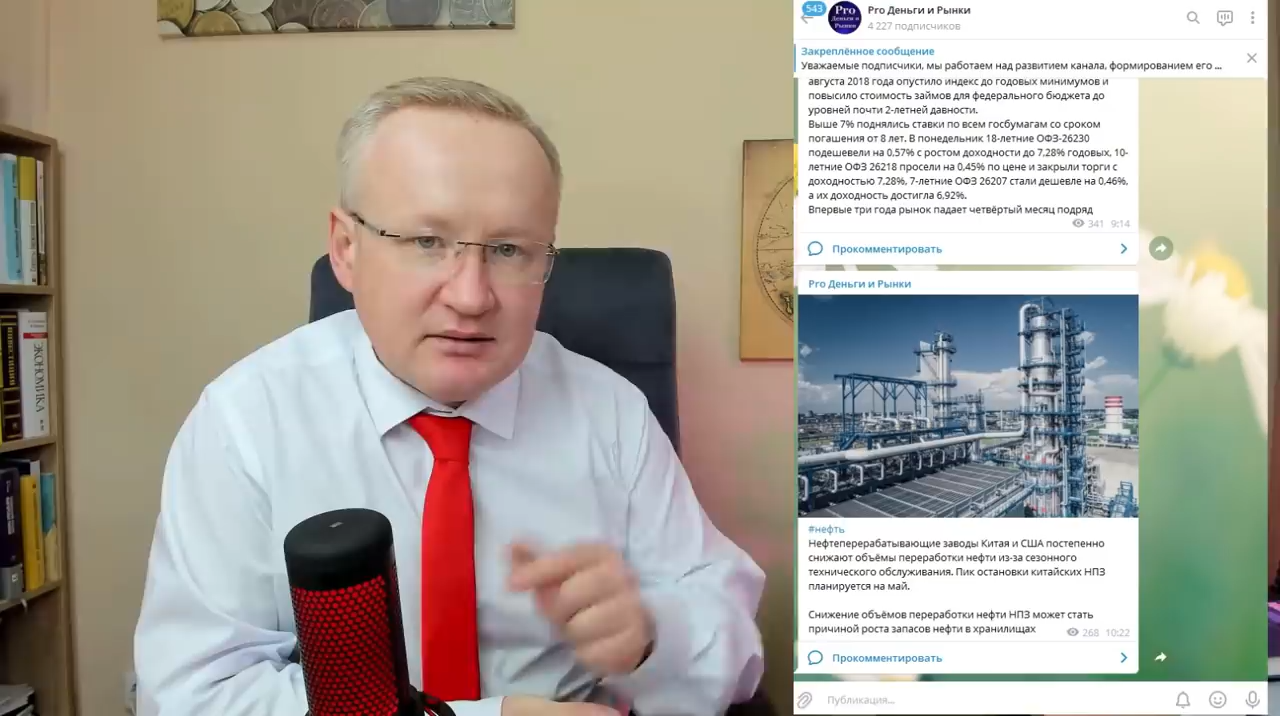 ИНВЕСТИЦИИ
ЭКОНОМИКА
543
Pro
Деньги и
Рынки
Pro Деньги и Рынки
4 227 подписчиков
Закреплённое сообщение
Уважаемые подписчики, мы работаем над развитием канала, формированием его ...
августа 2018 года опустило индекс до годовых минимумов и
повысило стоимость займов для федерального бюджета до
уровней почти 2-летней давности.
Выше 7% поднялись ставки по всем госбумагам со сроком
погашения от 8 лет. В понедельник 18-летние ОФЗ-26230
подешевели на 0,57% с ростом доходности до 7,28% годовых, 10-
летние ОФЗ 26218 просели на 0,45% по цене и закрыли торги с
доходностью 7,28%, 7-летние ОФЗ 26207 стали дешевле на 0,46%,
а их доходность достигла 6,92%.
Впервые три года рынок падает четвёртый месяц подряд
341 9:14
Прокомментировать
Pro Деньги и Рынки
#нефть
Нефтеперерабатывающие заводы Китая и США постепенно
снижают объёмы переработки нефти из-за сезонного
технического обслуживания. Пик остановки китайских НПЗ
планируется на май.
Снижение объёмов переработки нефти НПЗ может стать
причиной роста запасов нефти в хранилищах
268 10:22
Прокомментировать
Публикация...